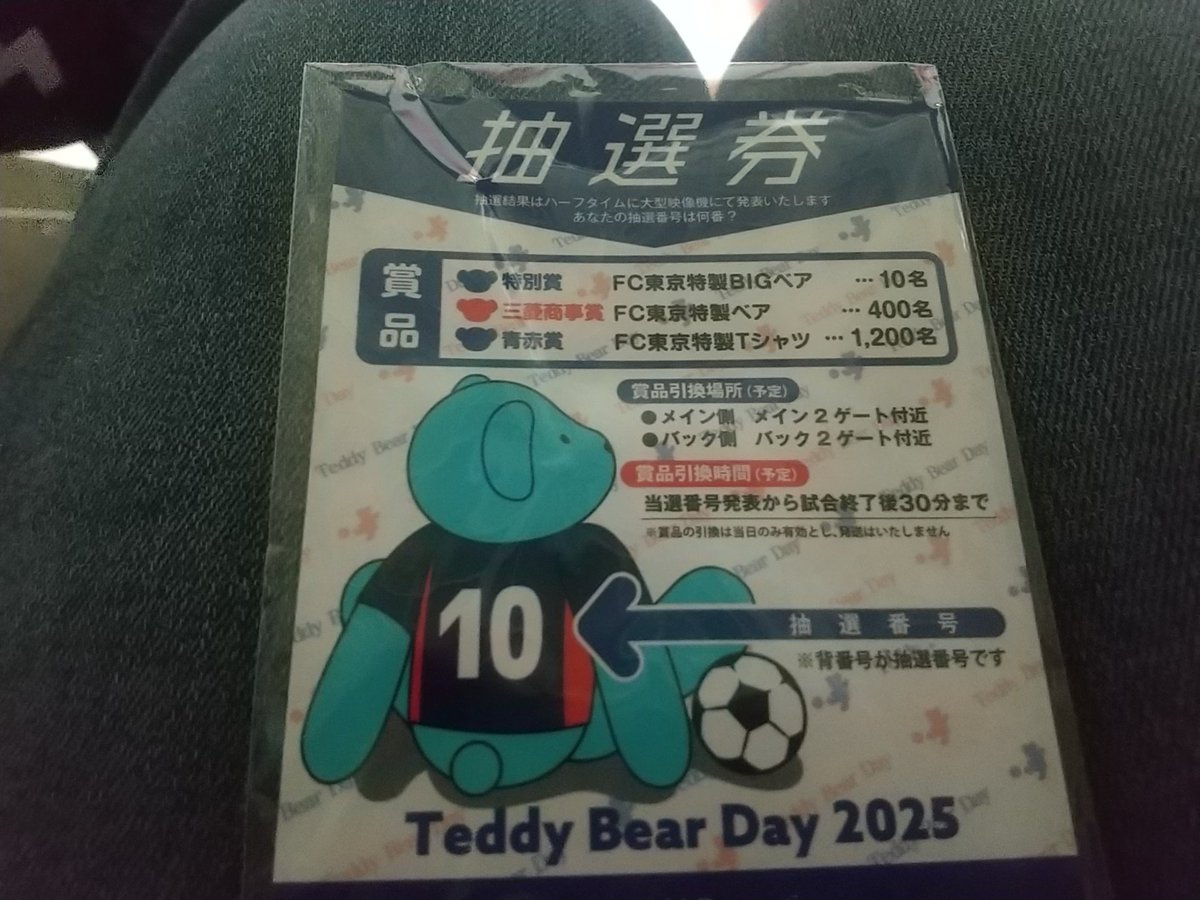 抽選券
抽選結果はハーフタイムに大型映像機にて発表いたします
あなたの抽選番号は何番？
賞品
特別賞 FC東京特製BIGベア … 10名
三菱商事賞 FC東京特製ベア … 400名
青赤賞 FC東京特製Tシャツ … 1,200名
賞品引換場所(予定)
●メイン側 メイン2ゲート付近
●バック側 バック2ゲート付近
賞品引換時間(予定)
当選番号発表から試合終了後30分まで
※賞品の引換は当日のみ有効とし、発送はいたしません
10
抽選番号
※背番号が抽選番号です
Teddy Bear Day 2025